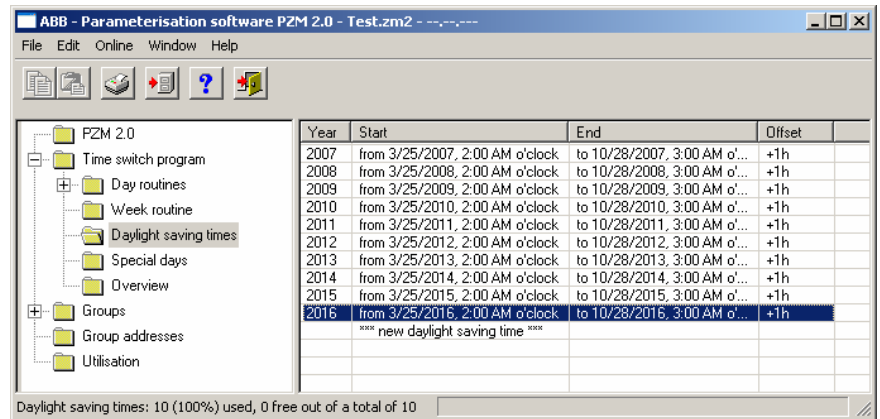 ABB - Parameterisation software PZM 2.0 - Test.zm2 - --.--.---
File Edit Online Window Help
PZM 2.0
Time switch program
Day routines
Week routine
Daylight saving times
Special days
Overview
Groups
Group addresses
Utilisation
Year Start End Offset
2007 from 3/25/2007, 2:00 AM o'clock to 10/28/2007, 3:00 AM o'... +1h
2008 from 3/25/2008, 2:00 AM o'clock to 10/28/2008, 3:00 AM o'... +1h
2009 from 3/25/2009, 2:00 AM o'clock to 10/28/2009, 3:00 AM o'... +1h
2010 from 3/25/2010, 2:00 AM o'clock to 10/28/2010, 3:00 AM o'... +1h
2011 from 3/25/2011, 2:00 AM o'clock to 10/28/2011, 3:00 AM o'... +1h
2012 from 3/25/2012, 2:00 AM o'clock to 10/28/2012, 3:00 AM o'... +1h
2013 from 3/25/2013, 2:00 AM o'clock to 10/28/2013, 3:00 AM o'... +1h
2014 from 3/25/2014, 2:00 AM o'clock to 10/28/2014, 3:00 AM o'... +1h
2015 from 3/25/2015, 2:00 AM o'clock to 10/28/2015, 3:00 AM o'... +1h
2016 from 3/25/2016, 2:00 AM o'clock to 10/28/2016, 3:00 AM o'... +1h
*** new daylight saving time ***
Daylight saving times: 10 (100%) used, 0 free out of a total of 10